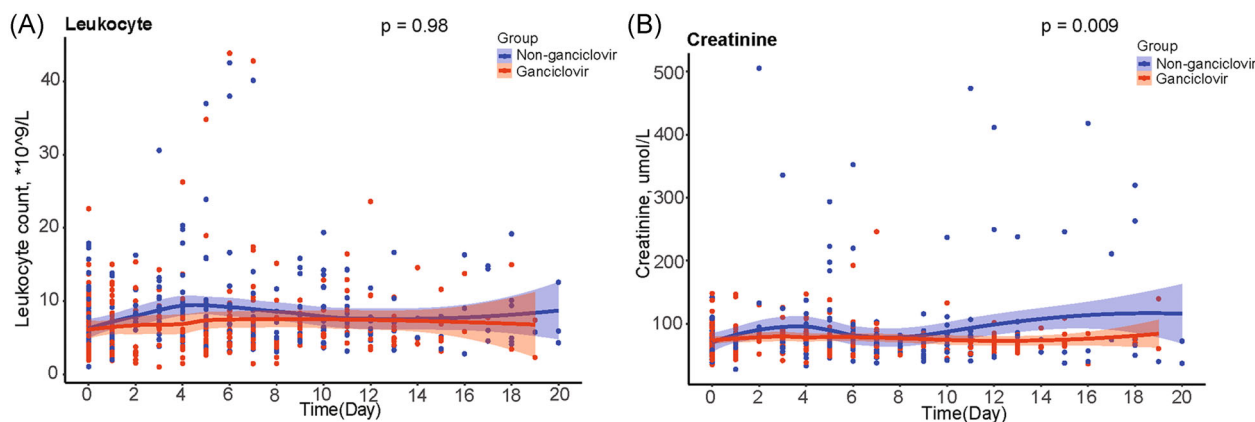 (A)
Leukocyte
p = 0.98
Group
Non-ganciclovir
Ganciclovir
Leukocyte count, *10^9/L
40
30
20
10
0
0 2 4 6 8 10 12 14 16 18 20
Time(Day)
(B)
Creatinine
p = 0.009
Group
Non-ganciclovir
Ganciclovir
Creatinine, umol/L
500
400
300
200
100
0 2 4 6 8 10 12 14 16 18 20
Time(Day)